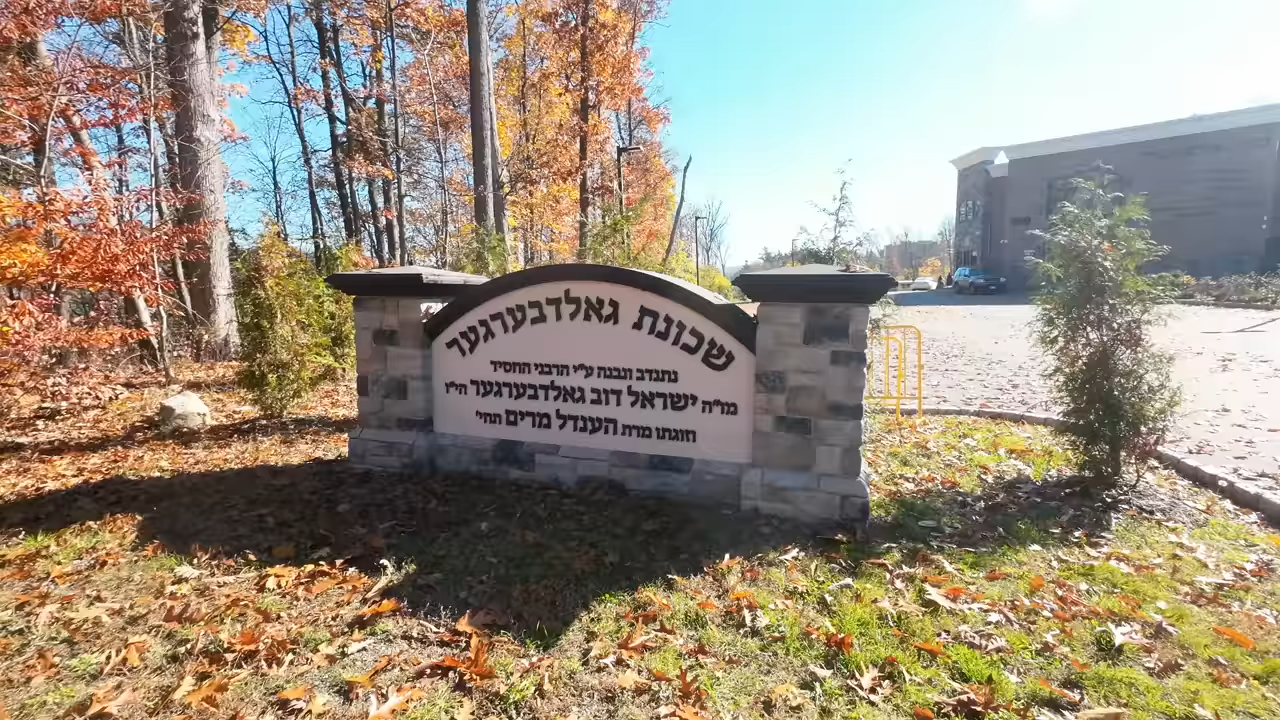 שכונת גאלדבערגער
נתנדב ונבנה ע״י הרבני החסיד
מו״ה ישראל דוב גאלדבערגער הי״ו
וזוגתו מרת הענדל מרים תחי׳